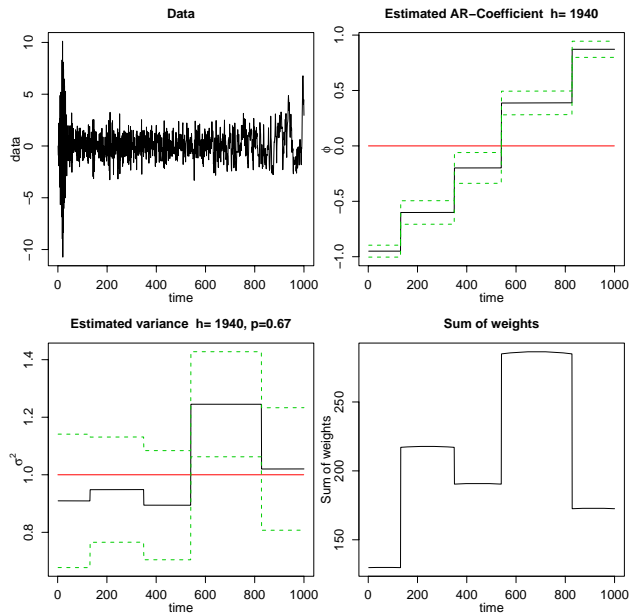 Data
10
5
0
−5
−10
data
0 200 400 600 800 1000
time
Estimated AR−Coefficient h= 1940
1.0
0.5
0.0
−0.5
−1.0
ϕ
0 200 400 600 800 1000
time
Estimated variance h= 1940, p=0.67
1.4
1.2
1.0
0.8
σ²
0 200 400 600 800 1000
time
Sum of weights
250
200
150
Sum of weights
0 200 400 600 800 1000
time